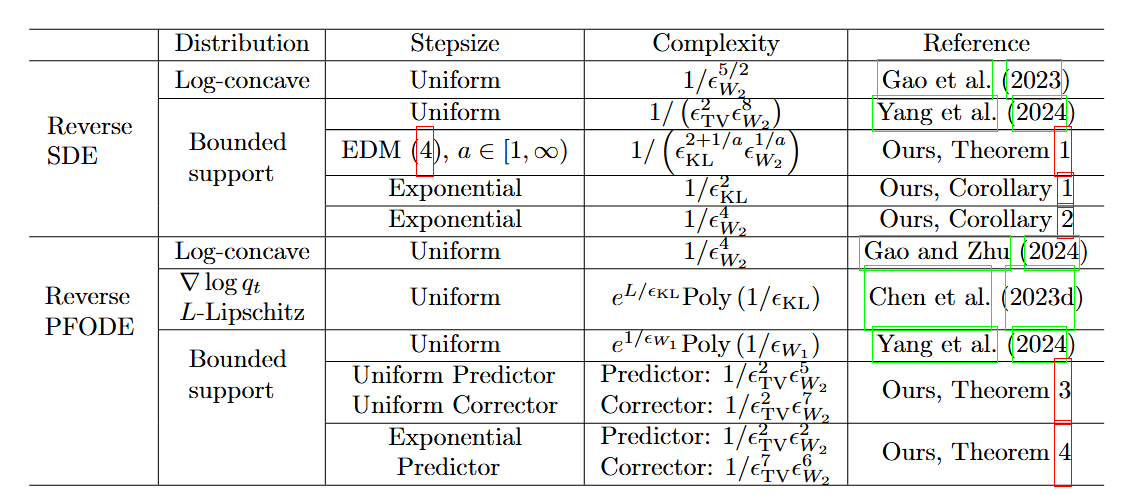 Distribution Stepsize Complexity Reference
Reverse SDE Log-concave Uniform $1/\epsilon_{W_2}^{5/2}$ Gao et al. (2023)
Bounded support Uniform $1/\left(\epsilon_{\mathrm{TV}}^{2}\epsilon_{W_2}^{8}\right)$ Yang et al. (2024)
EDM (4), $a \in [1, \infty)$ $1/\left(\epsilon_{\mathrm{KL}}^{2+1/a}\epsilon_{W_2}^{1/a}\right)$ Ours, Theorem 1
Exponential $1/\epsilon_{\mathrm{KL}}^{2}$ Ours, Corollary 1
Exponential $1/\epsilon_{W_2}^{4}$ Ours, Corollary 2
Reverse PFODE Log-concave Uniform $1/\epsilon_{W_2}^{4}$ Gao and Zhu (2024)
$\nabla \log q_t$ $L$-Lipschitz Uniform $e^{L/\epsilon_{\mathrm{KL}}}\mathrm{Poly}\left(1/\epsilon_{\mathrm{KL}}\right)$ Chen et al. (2023d)
Bounded support Uniform $e^{1/\epsilon_{W_1}}\mathrm{Poly}\left(1/\epsilon_{W_1}\right)$ Yang et al. (2024)
Uniform Predictor Predictor: $1/\epsilon_{\mathrm{TV}}^{2}\epsilon_{W_2}^{5}$
Uniform Corrector Corrector: $1/\epsilon_{\mathrm{TV}}^{2}\epsilon_{W_2}^{7}$ Ours, Theorem 3
Exponential Predictor: $1/\epsilon_{\mathrm{TV}}^{2}\epsilon_{W_2}^{2}$
Predictor Corrector: $1/\epsilon_{\mathrm{TV}}^{7}\epsilon_{W_2}^{6}$ Ours, Theorem 4